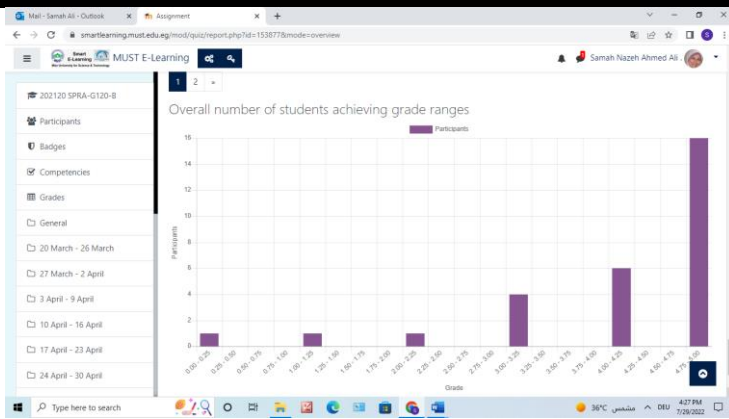 Mail - Samah Ali - Outlook
Assignment
smartlearning.must.edu.eg/mod/quiz/report.php?id=153877&mode=overview
Smart
E-Learning
MUST E-Learning
Samah Nazeh Ahmed Ali .
1 2 »
202120 SPRA-G120-B
Participants
Badges
Competencies
Grades
General
20 March - 26 March
27 March - 2 April
3 April - 9 April
10 April - 16 April
17 April - 23 April
24 April - 30 April
Overall number of students achieving grade ranges
Participants
16
14
12
10
8
6
4
2
0
Participants
0.00 - 0.25
0.25 - 0.50
0.50 - 0.75
0.75 - 1.00
1.00 - 1.25
1.25 - 1.50
1.50 - 1.75
1.75 - 2.00
2.00 - 2.25
2.25 - 2.50
2.50 - 2.75
2.75 - 3.00
3.00 - 3.25
3.25 - 3.50
3.50 - 3.75
3.75 - 4.00
4.00 - 4.25
4.25 - 4.50
4.50 - 4.75
4.75 - 5.00
Grade
Type here to search
36°C مشمس
DEU
4:27 PM
7/29/2022